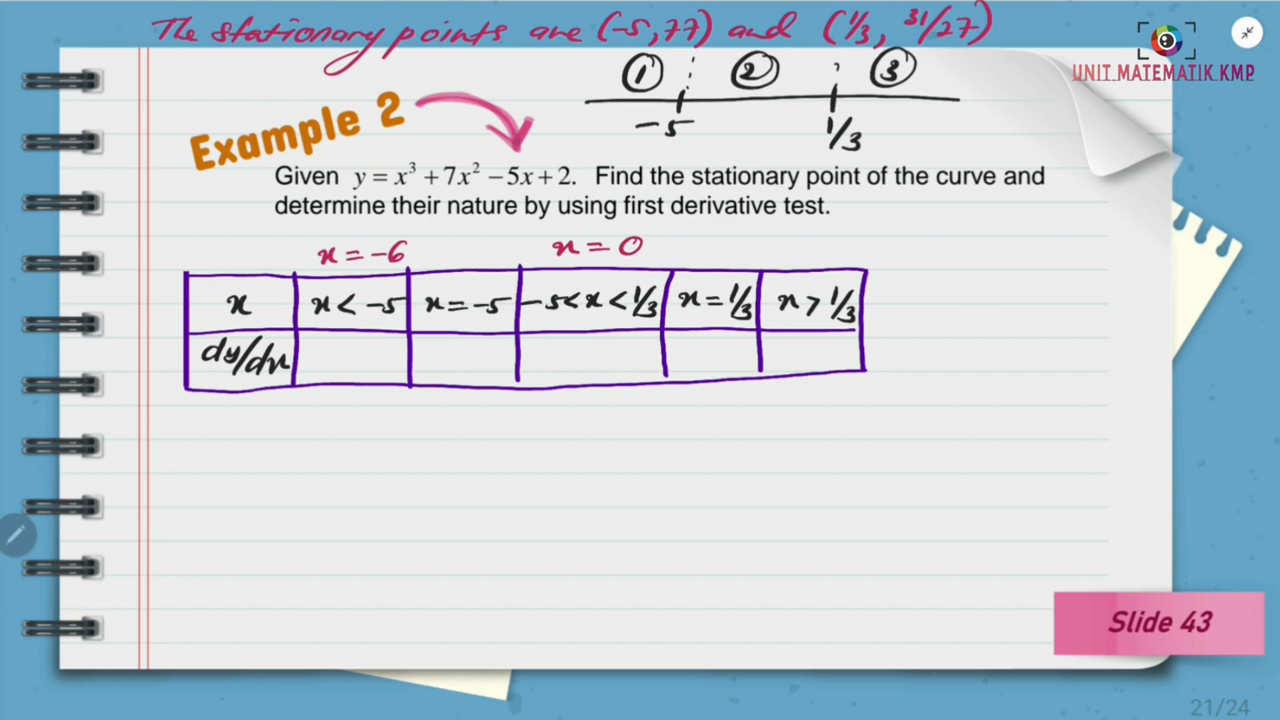 The stationary points are (-5,77) and (1/3, 31/27)
UNIT.MATEMATIK.KMP
① ② ③
-5 1/3
Example 2
Given y = x³ + 7x² − 5x + 2. Find the stationary point of the curve and
determine their nature by using first derivative test.
x = -6 x = 0
x x < -5 x = -5 -5 < x < 1/3 x = 1/3 x > 1/3
dy/dx
Slide 43
21/24